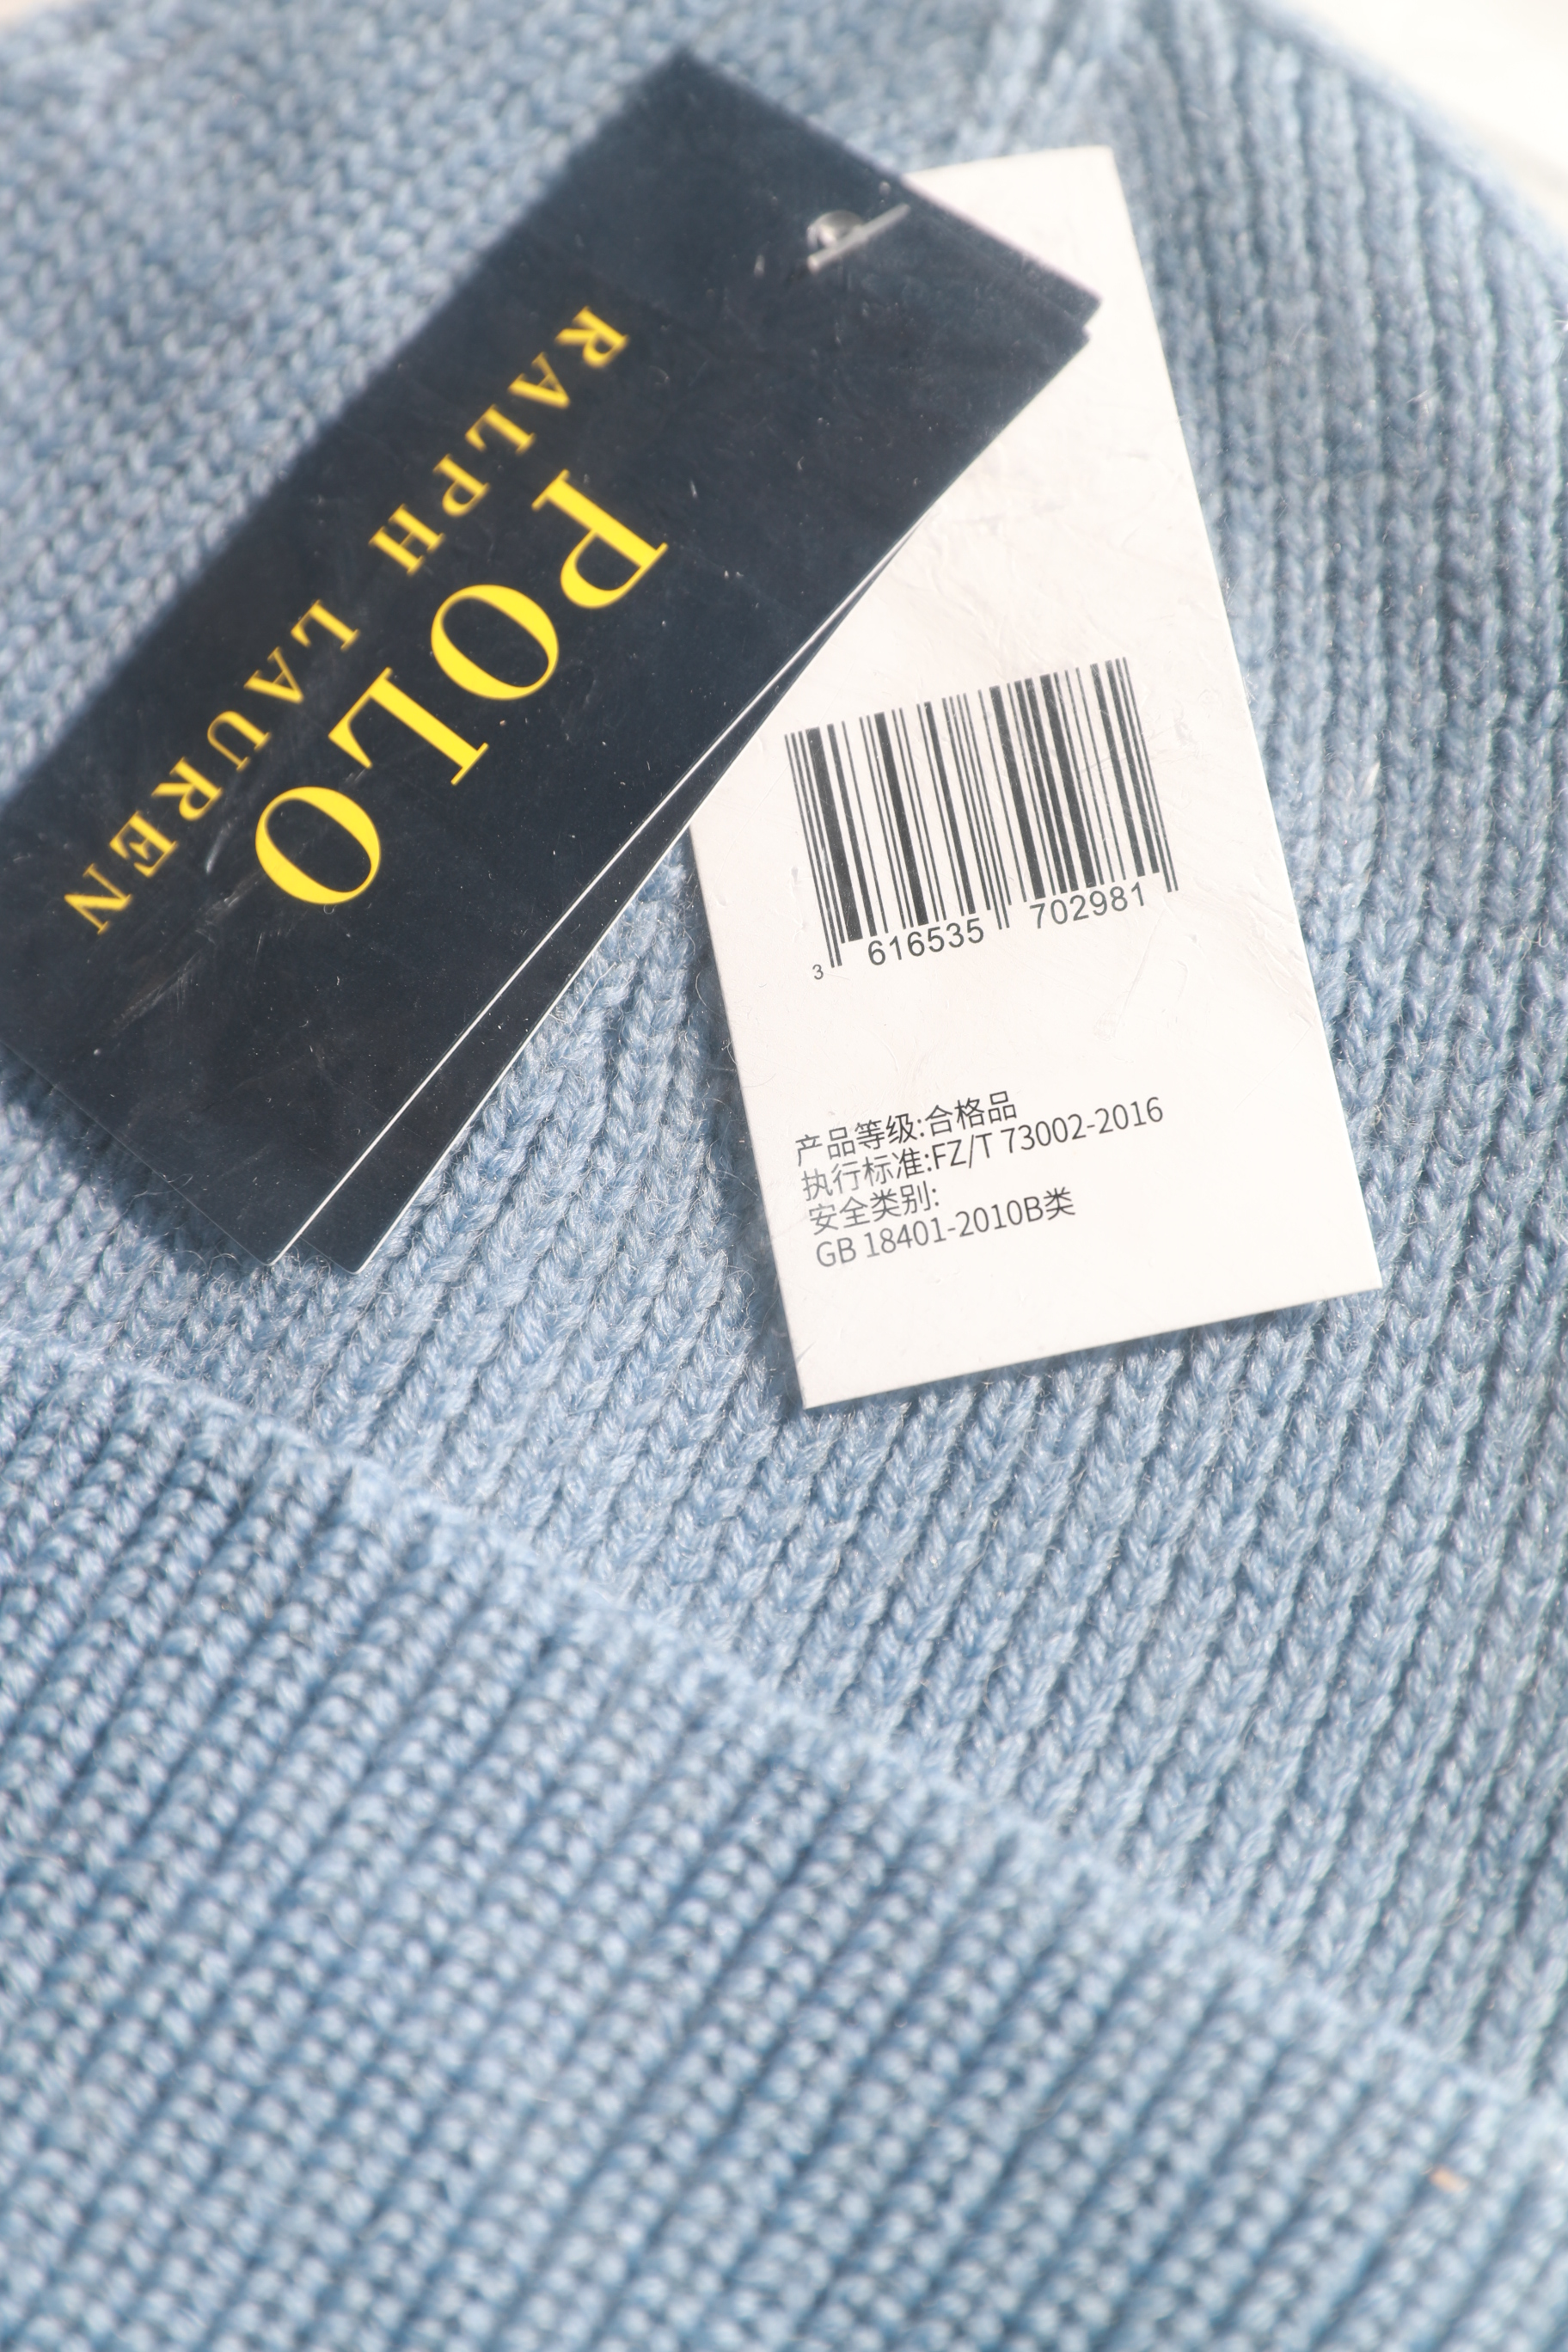 POLO
RALPH LAUREN
3 616535 702981
产品等级:合格品
执行标准:FZ/T 73002-2016
安全类别:
GB 18401-2010B类